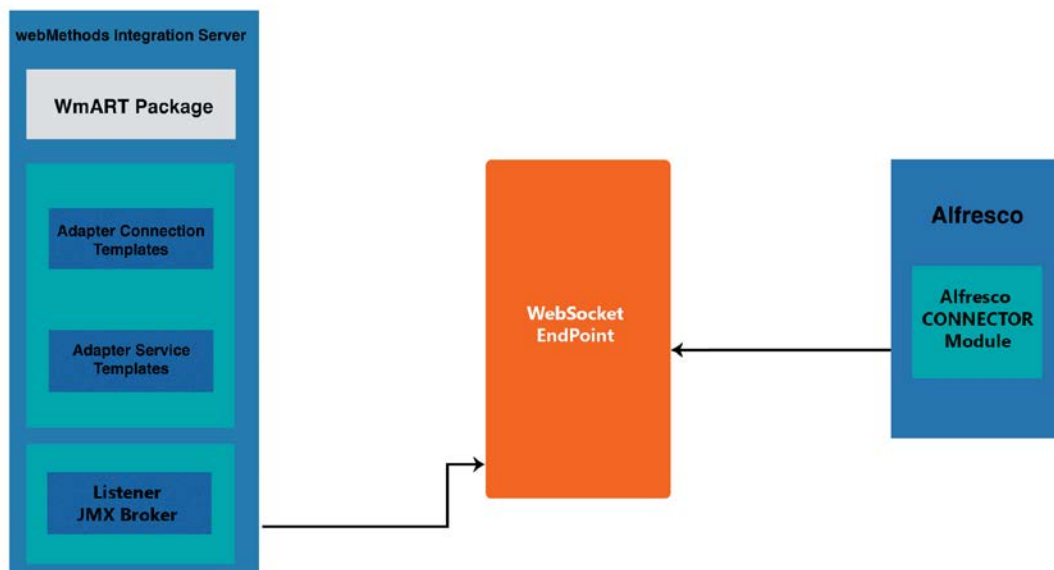 webMethods Integration Server
WmART Package
Adapter Connection
Templates
Adapter Service
Templates
Listener
JMX Broker
WebSocket
EndPoint
Alfresco
Alfresco
CONNECTOR
Module